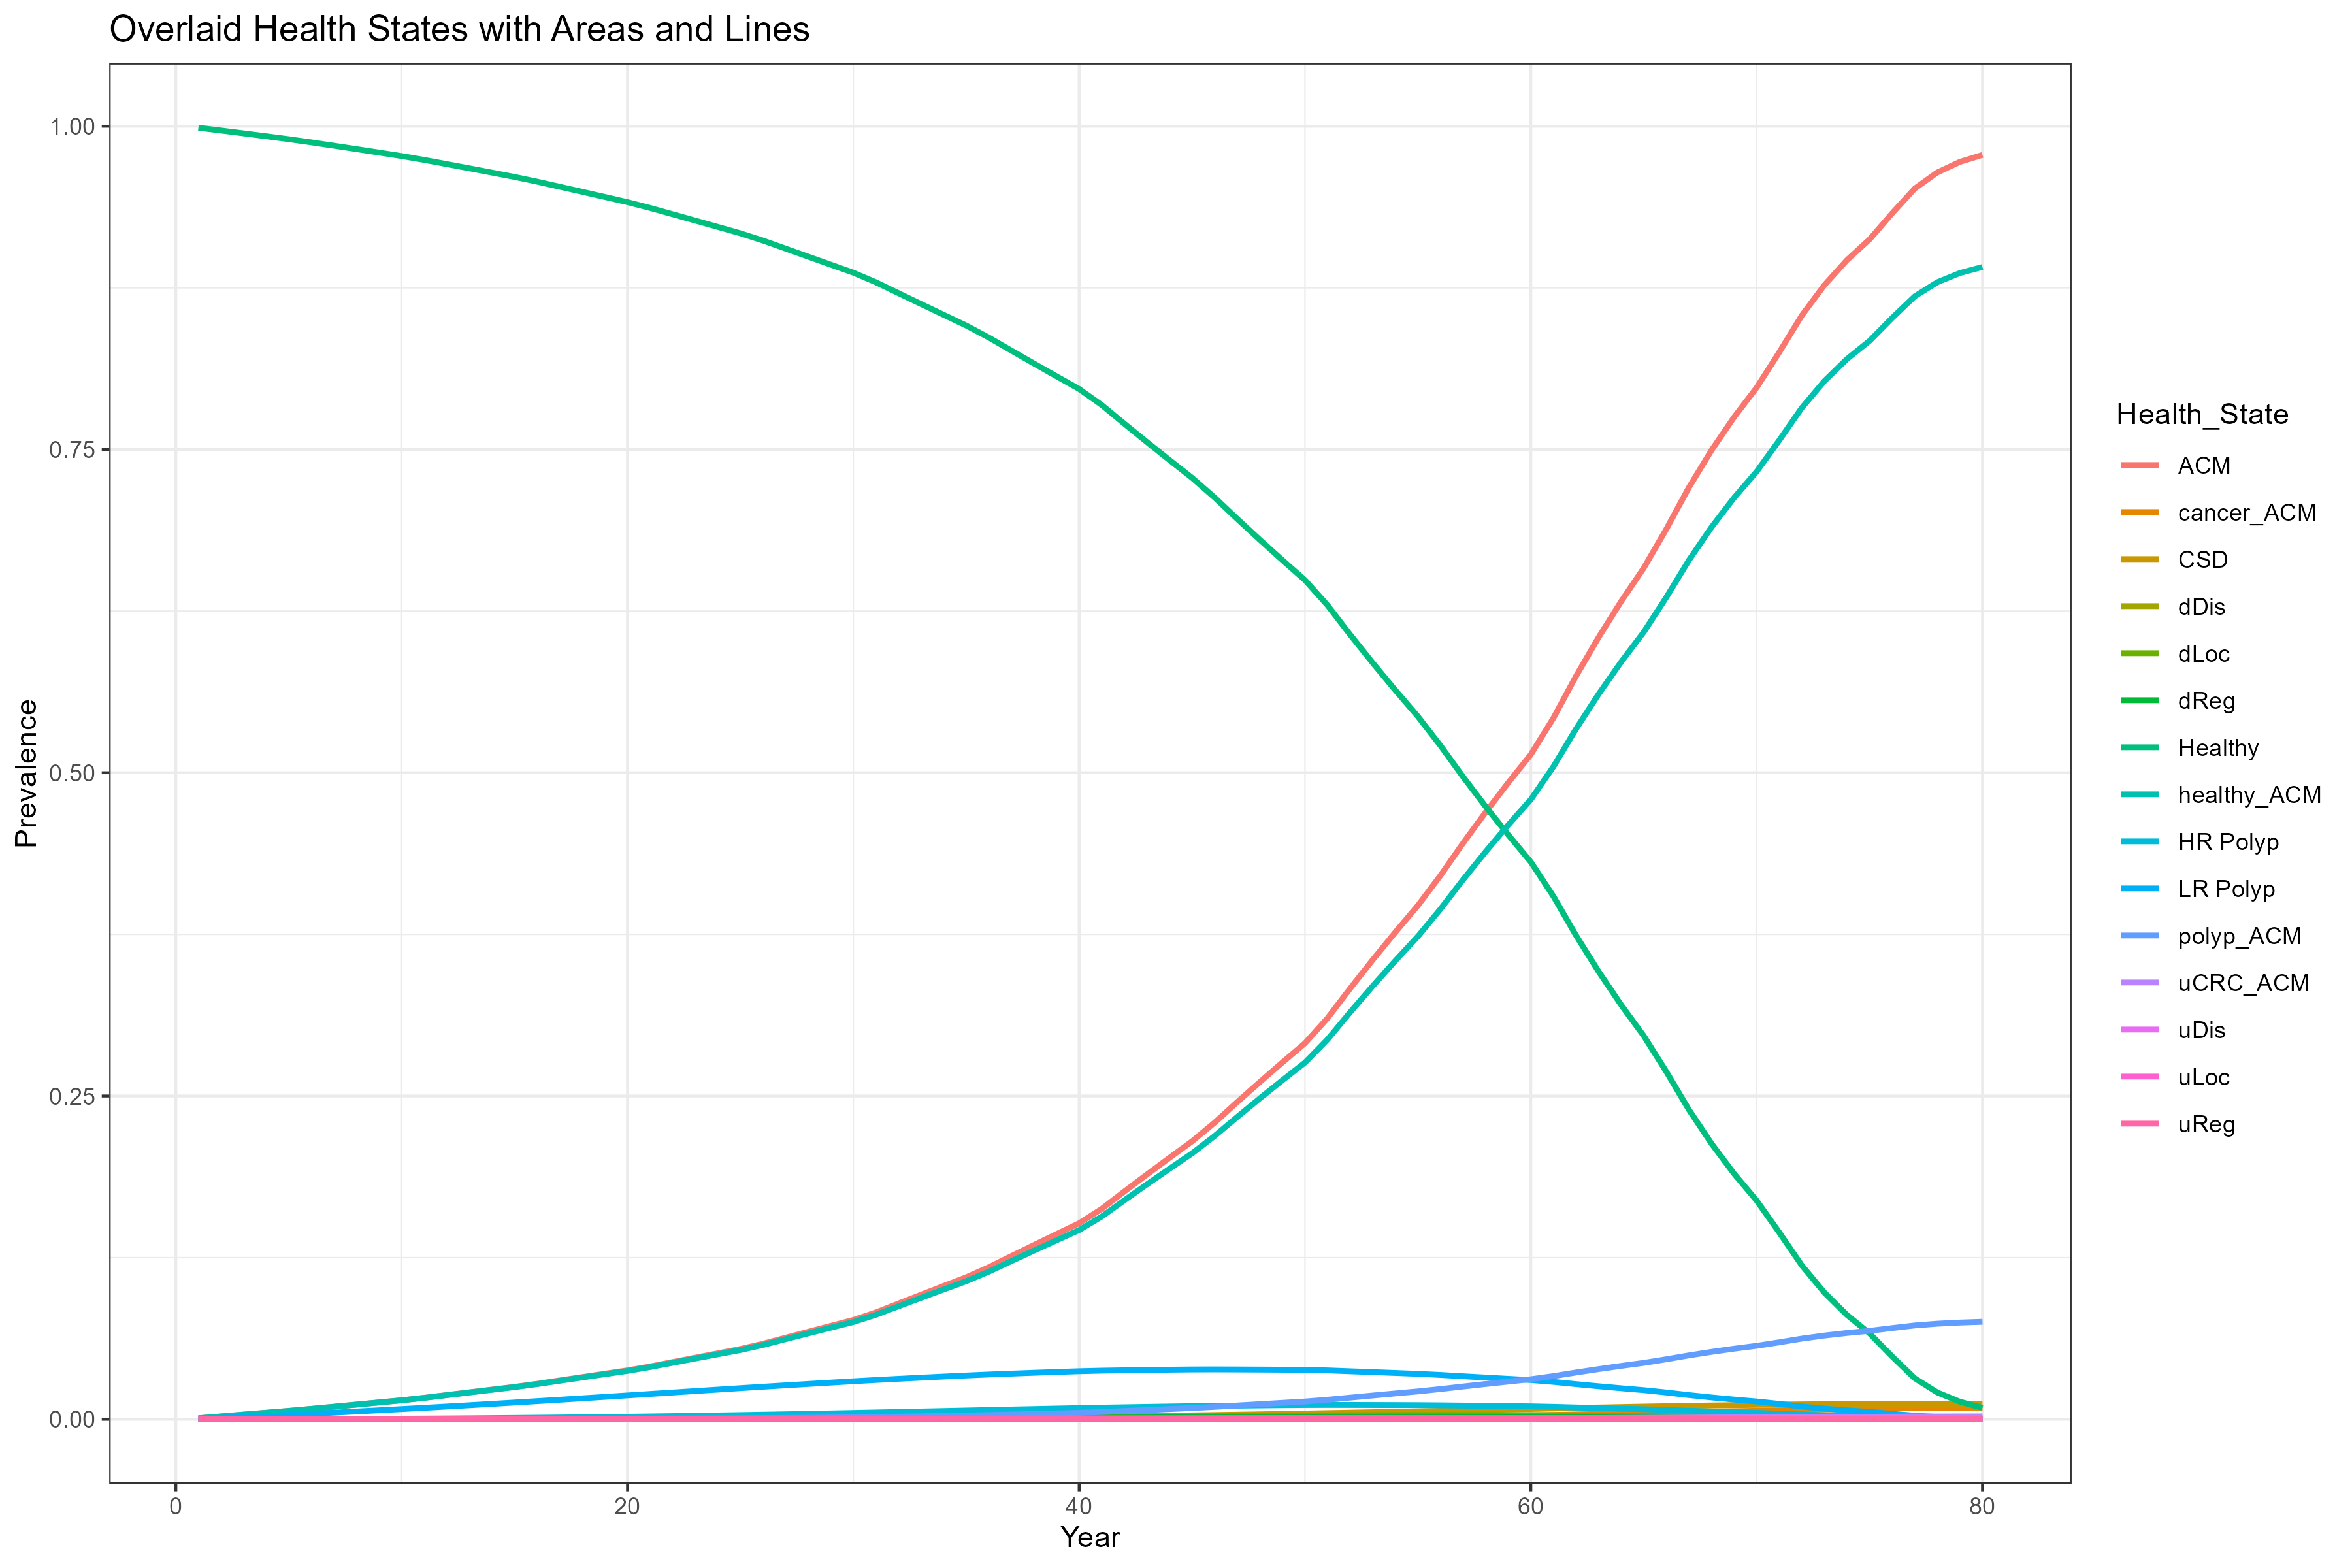 Overlaid Health States with Areas and Lines
1.00
0.75
0.50
0.25
0.00
Prevalence
0
20
40
60
80
Year
Health_State
ACM
cancer_ACM
CSD
dDis
dLoc
dReg
Healthy
healthy_ACM
HR Polyp
LR Polyp
polyp_ACM
uCRC_ACM
uDis
uLoc
uReg